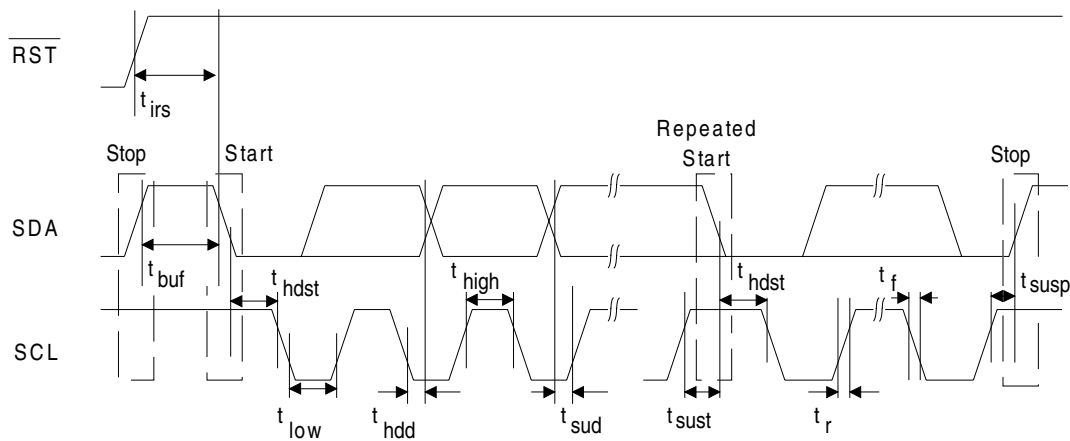 RST
t irs
Repeated
Stop Start Start Stop
SDA
t buf t hdst t high t hdst t f t susp
SCL
t low t hdd t sud t sust t r